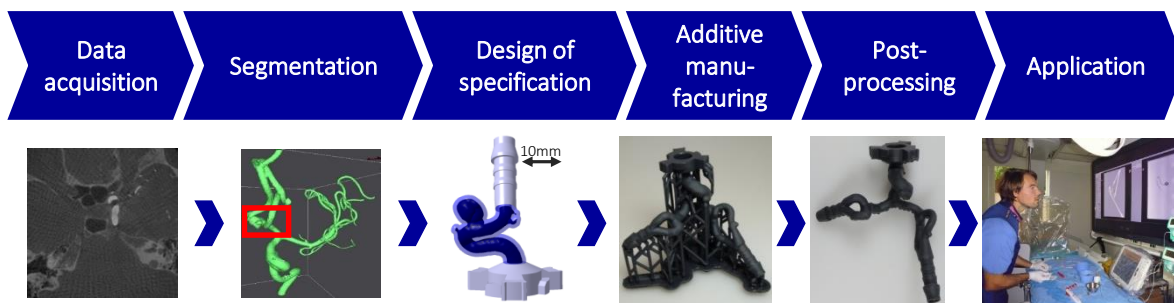 Data
acquisition
Segmentation
Design of
specification
Additive
manu-
facturing
Post-
processing
Application
10mm